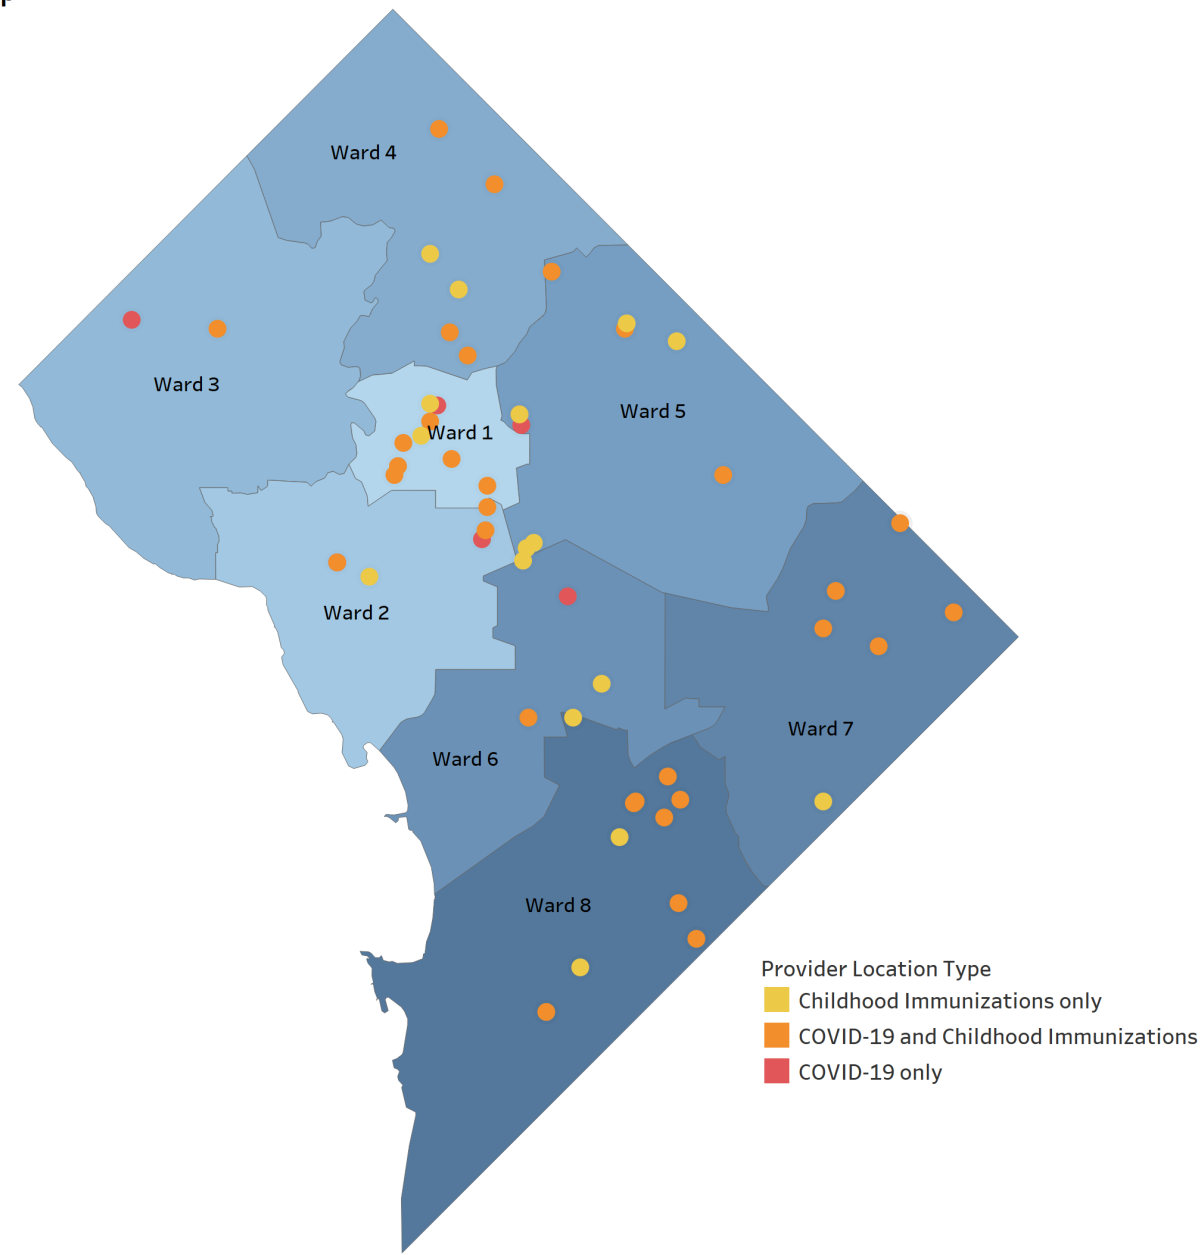 Ward 4
Ward 3
Ward 5
Ward 1
Ward 2
Ward 7
Ward 6
Ward 8
Provider Location Type
Childhood Immunizations only
COVID-19 and Childhood Immunizations
COVID-19 only